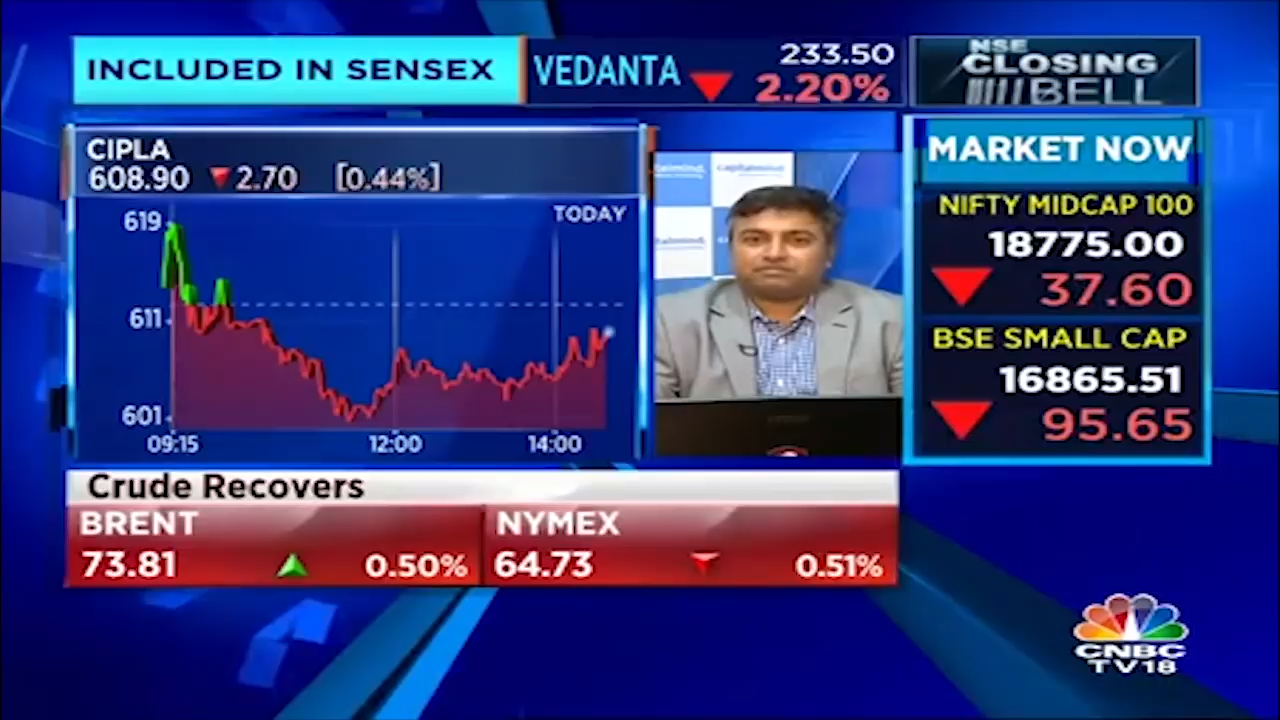 INCLUDED IN SENSEX
VEDANTA
233.50
2.20%
NSE
CLOSING
BELL
CIPLA
608.90 2.70 [0.44%]
TODAY
619
611
601
09:15 12:00 14:00
capitalmind.
MARKET NOW
NIFTY MIDCAP 100
18775.00
37.60
BSE SMALL CAP
16865.51
95.65
Crude Recovers
BRENT
73.81 0.50%
NYMEX
64.73 0.51%
CNBC
TV18